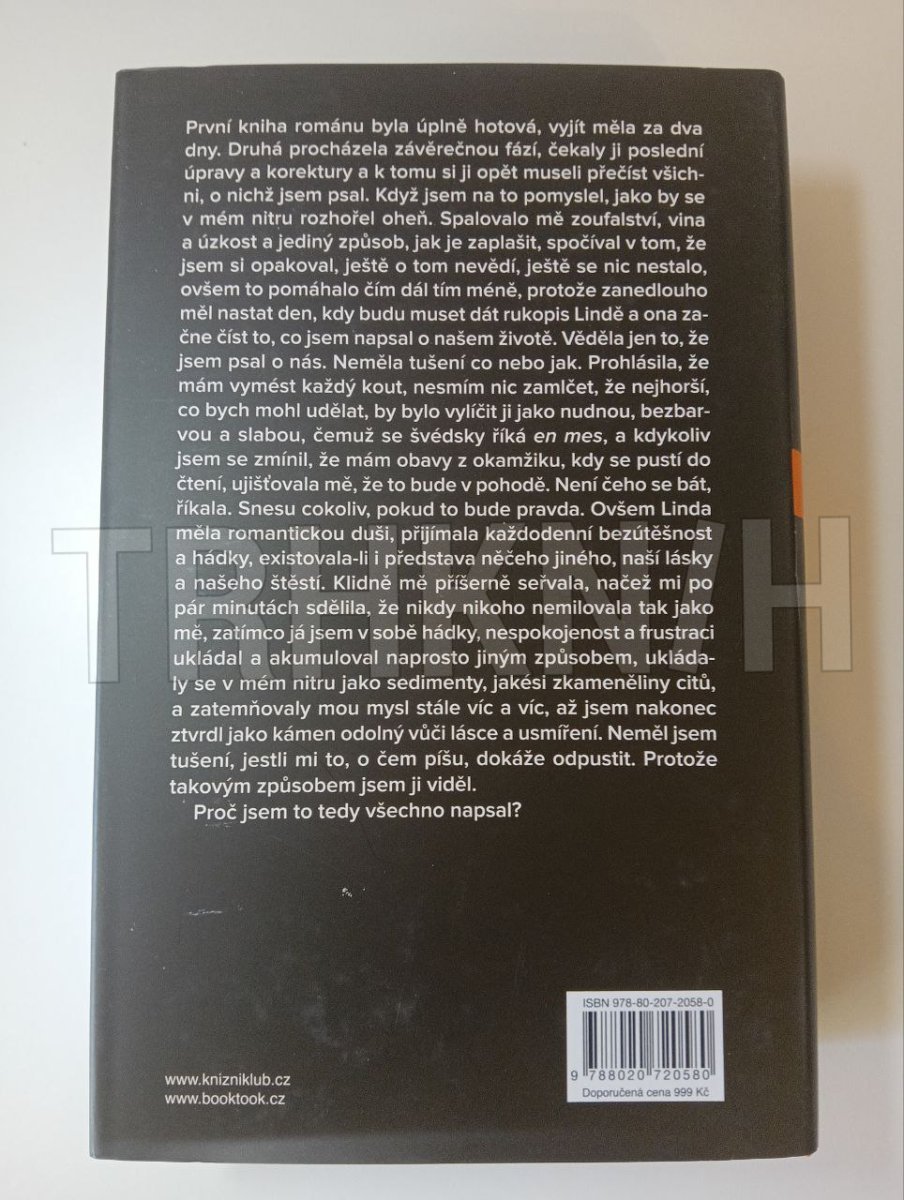 První kniha románu byla úplně hotová, vyjít měla za dva
dny. Druhá procházela závěrečnou fází, čekaly ji poslední
úpravy a korektury a k tomu si ji opět museli přečíst všich-
ni, o nichž jsem psal. Když jsem na to pomyslel, jako by se
v mém nitru rozhořel oheň. Spalovalo mě zoufalství, vina
a úzkost a jediný způsob, jak je zaplašit, spočíval v tom, že
jsem si opakoval, ještě o tom nevědí, ještě se nic nestalo,
ovšem to pomáhalo čím dál tím méně, protože zanedlouho
měl nastat den, kdy budu muset dát rukopis Lindě a ona za-
čne číst to, co jsem napsal o našem životě. Věděla jen to, že
jsem psal o nás. Neměla tušení co nebo jak. Prohlásila, že
mám vymést každý kout, nesmím nic zamlčet, že nejhorší,
co bych mohl udělat, by bylo vylíčit ji jako nudnou, bezbar-
vou a slabou, čemuž se švédsky říká en mes, a kdykoliv
jsem se zmínil, že mám obavy z okamžiku, kdy se pustí do
čtení, ujišťovala mě, že to bude v pohodě. Není čeho se bát,
říkala. Snesu cokoliv, pokud to bude pravda. Ovšem Linda
měla romantickou duši, přijímala každodenní bezútěšnost
a hádky, existovala-li i představa něčeho jiného, naší lásky
a našeho štěstí. Klidně mě příšerně seřvala, načež mi po
pár minutách sdělila, že nikdy nikoho nemilovala tak jako
mě, zatímco já jsem v sobě hádky, nespokojenost a frustraci
ukládal a akumuloval naprosto jiným způsobem, ukláda-
ly se v mém nitru jako sedimenty, jakési zkameněliny citů,
a zatemňovaly mou mysl stále víc a víc, až jsem nakonec
ztvrdl jako kámen odolný vůči lásce a usmíření. Neměl jsem
tušení, jestli mi to, o čem píšu, dokáže odpustit. Protože
takovým způsobem jsem ji viděl.
Proč jsem to tedy všechno napsal?
TRHKNIH
ISBN 978-80-207-2058-0
9 788020 720580
Doporučená cena 999 Kč
www.knizniklub.cz
www.booktook.cz